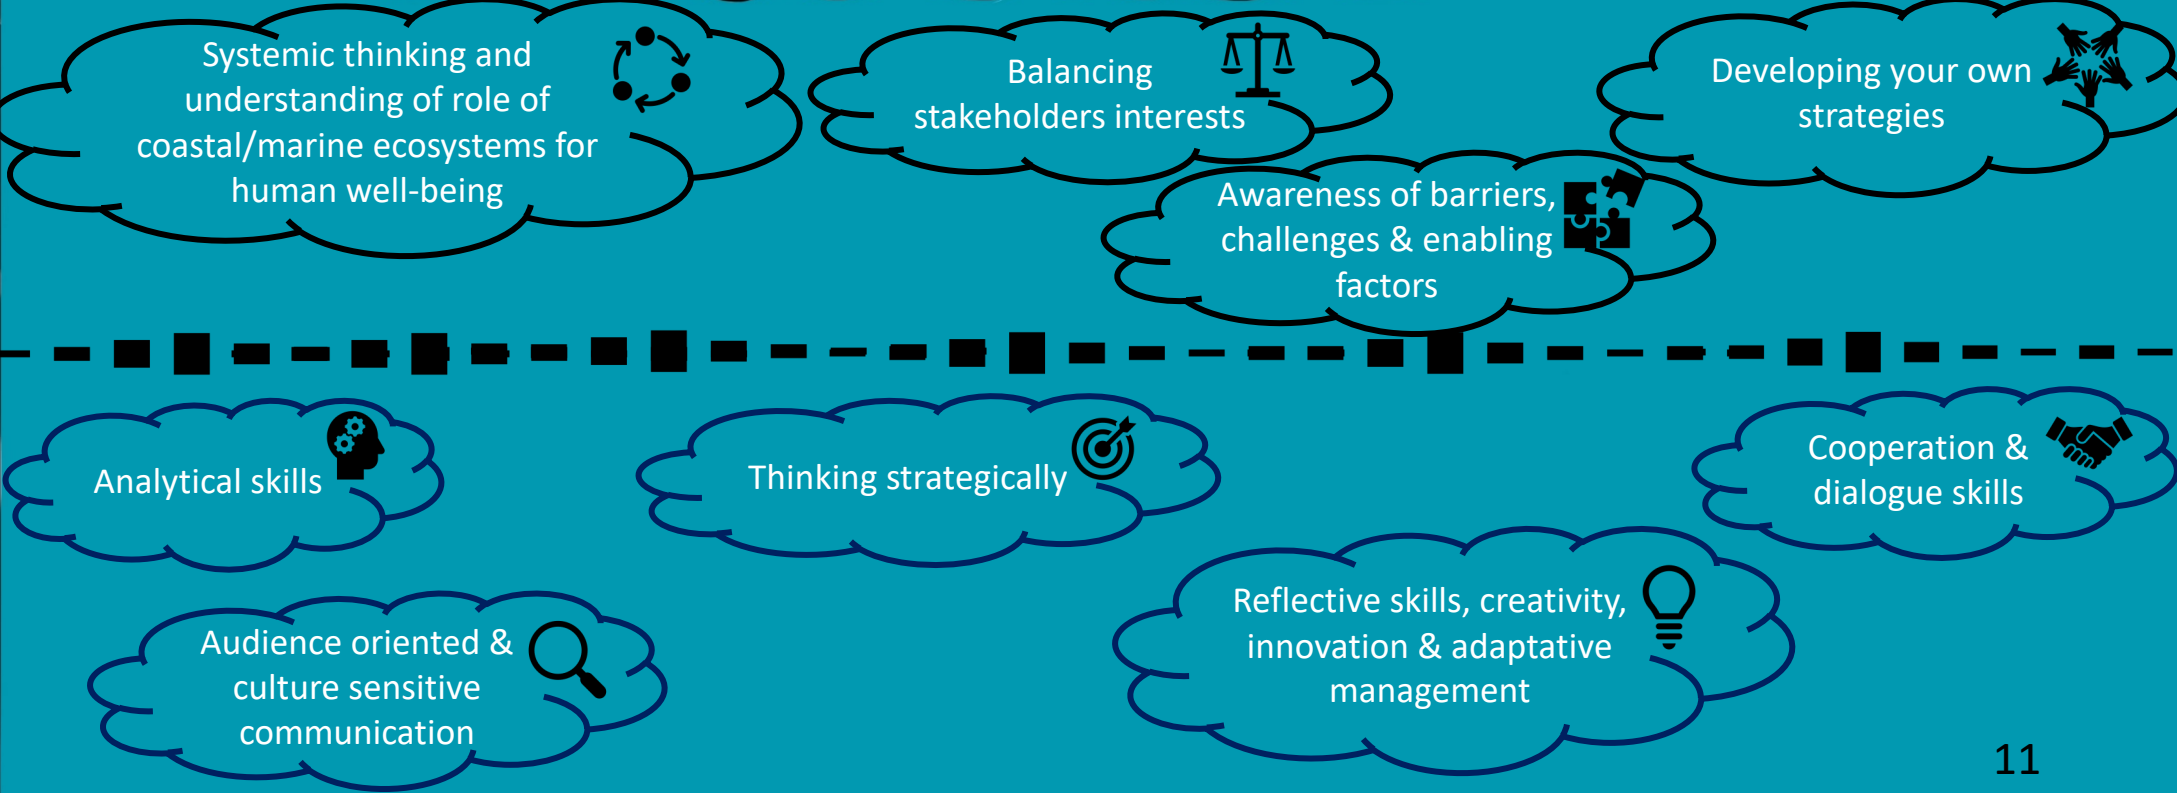 Systemic thinking and
understanding of role of
coastal/marine ecosystems for
human well-being
Balancing
stakeholders interests
Developing your own
strategies
Awareness of barriers,
challenges & enabling
factors
Analytical skills
Thinking strategically
Cooperation &
dialogue skills
Audience oriented &
culture sensitive
communication
Reflective skills, creativity,
innovation & adaptative
management
11